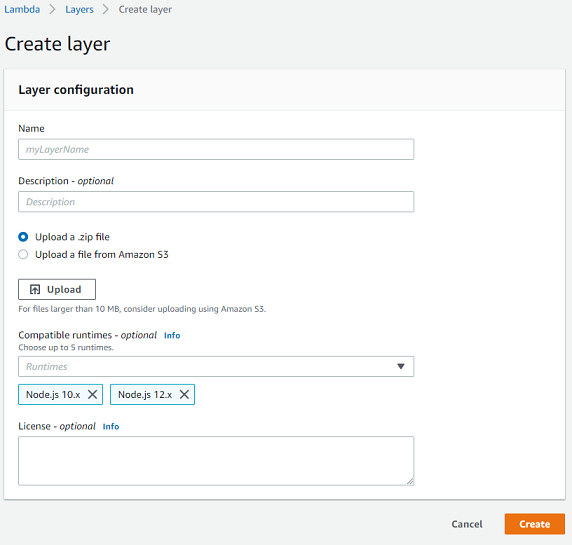 Lambda > Layers > Create layer
Create layer
Layer configuration
Name
myLayerName
Description - optional
Description
Upload a .zip file
Upload a file from Amazon S3
Upload
For files larger than 10 MB, consider uploading using Amazon S3.
Compatible runtimes - optional Info
Choose up to 5 runtimes.
Runtimes
Node.js 10.x Node.js 12.x
License - optional Info
Cancel Create